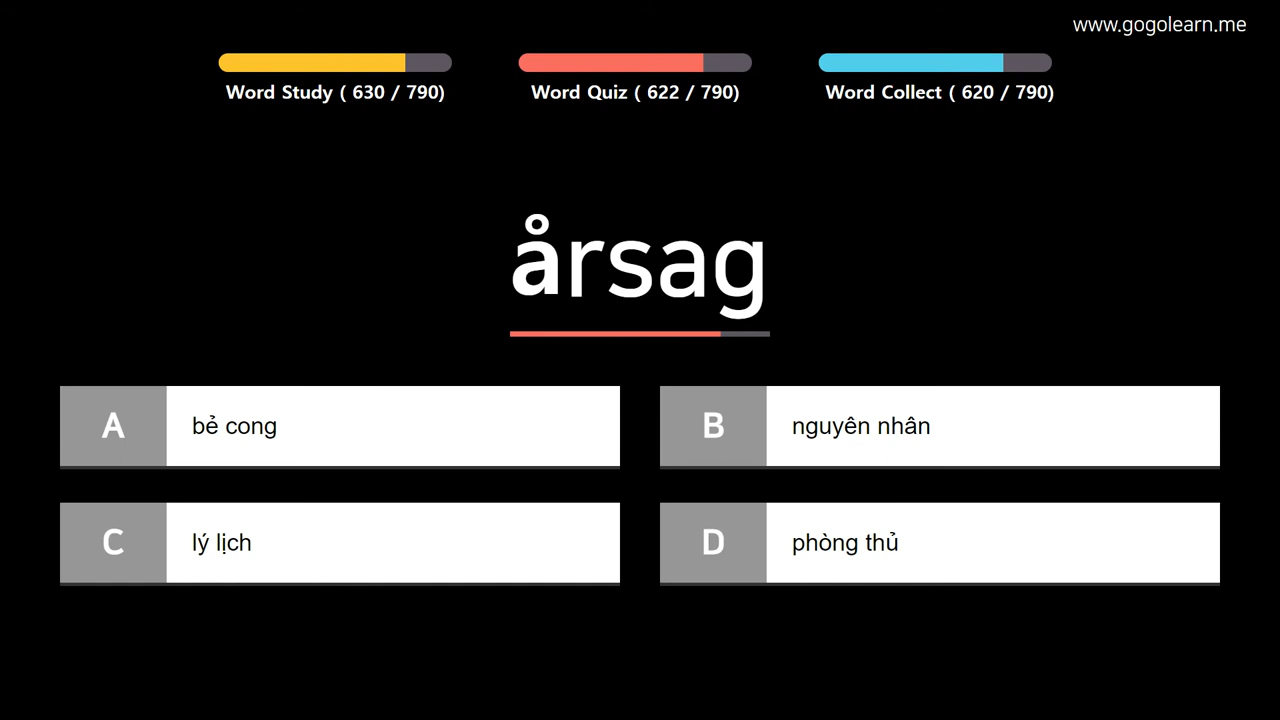 www.gogolearn.me
Word Study ( 630 / 790)
Word Quiz ( 622 / 790)
Word Collect ( 620 / 790)
årsag
A bẻ cong
B nguyên nhân
C lý lịch
D phòng thủ